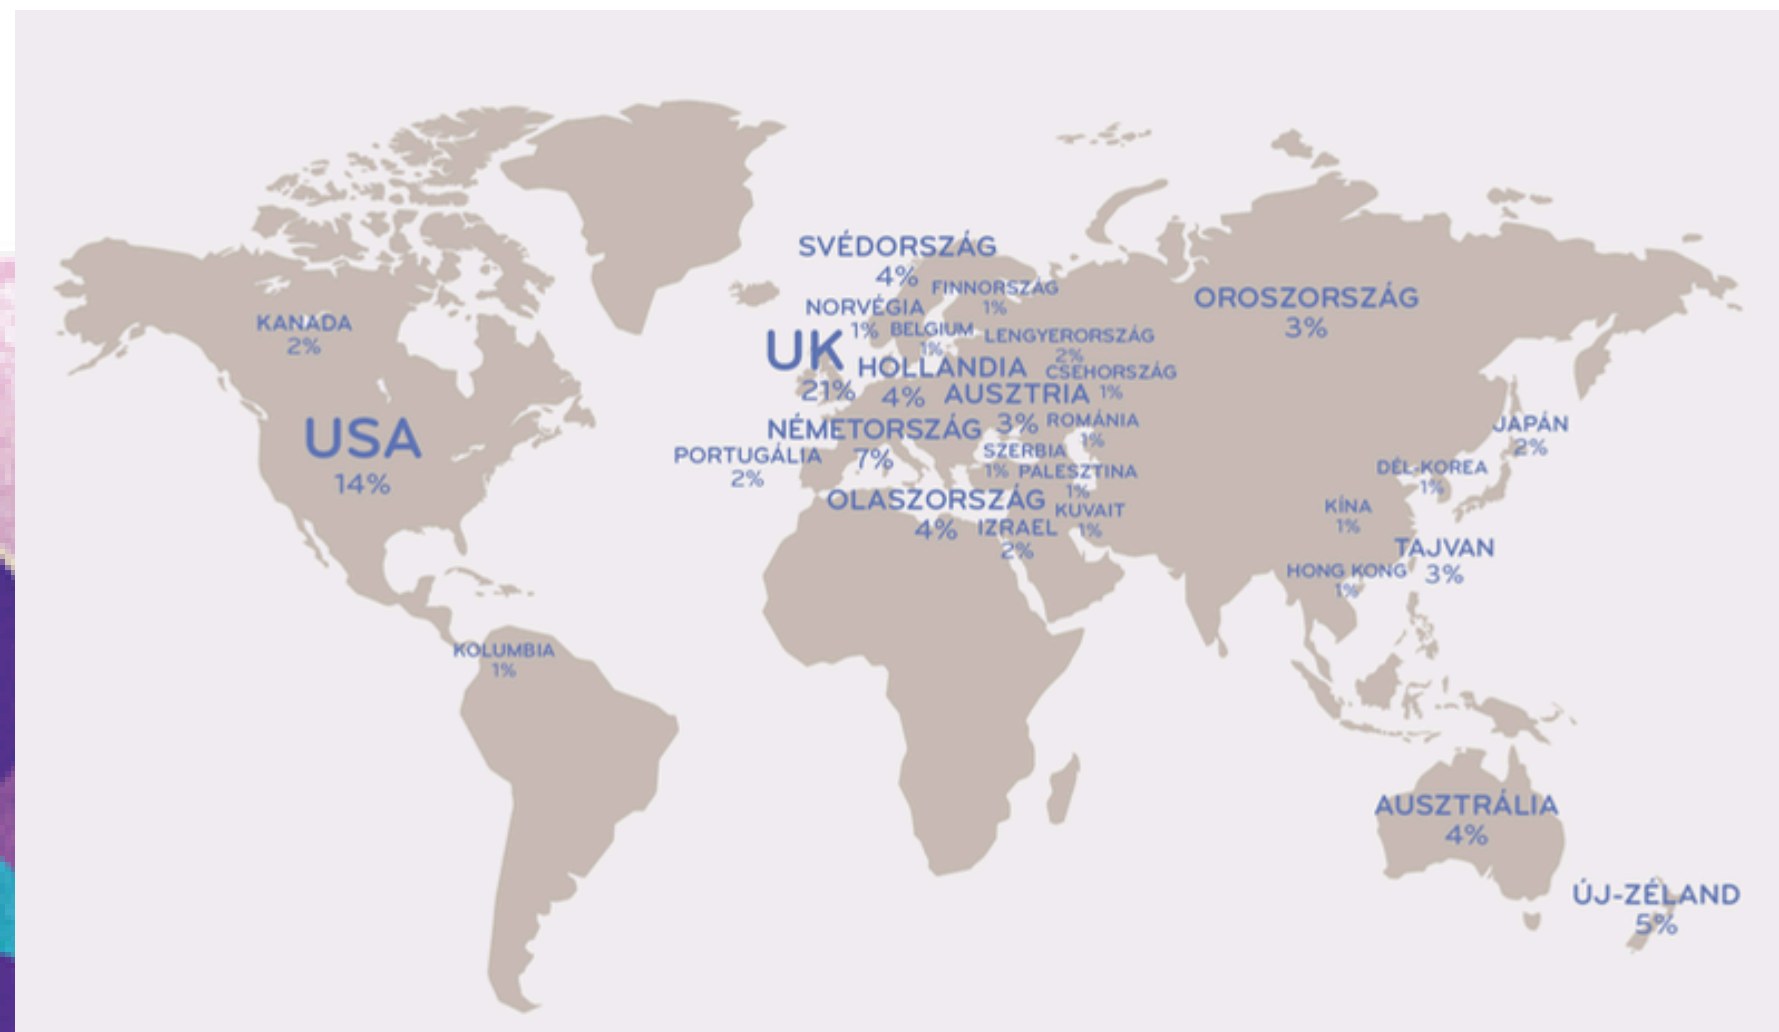 SVÉDORSZÁG
4%
FINNORSZÁG
1%
NORVÉGIA
1%
BELGIUM
1%
LENGYERORSZÁG
2%
UK
21%
HOLLANDIA
4%
CSEHORSZÁG
1%
AUSZTRIA
3%
NÉMETORSZÁG
7%
ROMÁNIA
1%
PORTUGÁLIA
2%
SZERBIA
1%
PALESZTINA
1%
OLASZORSZÁG
4%
KUVAIT
1%
IZRAEL
2%
OROSZORSZÁG
3%
KANADA
2%
USA
14%
KOLUMBIA
1%
JAPÁN
2%
DÉL-KOREA
1%
KÍNA
1%
TAJVAN
3%
HONG KONG
1%
AUSZTRÁLIA
4%
ÚJ-ZÉLAND
5%